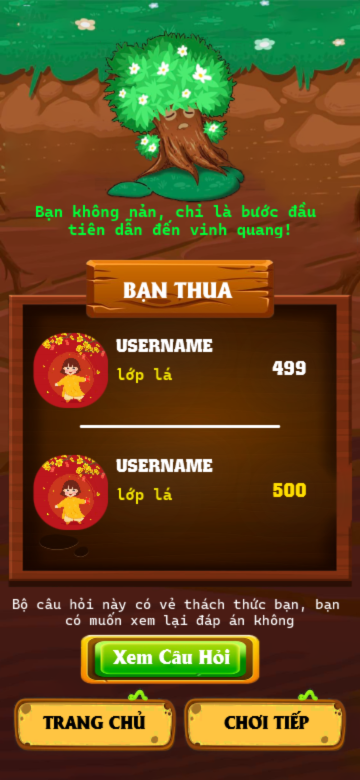 Bạn không nản, chỉ là bước đầu
tiên dẫn đến vinh quang!
BẠN THUA
USERNAME
lớp lá
499
USERNAME
lớp lá
500
Bộ câu hỏi này có vẻ thách thức bạn, bạn
có muốn xem lại đáp án không
Xem Câu Hỏi
TRANG CHỦ
CHƠI TIẾP